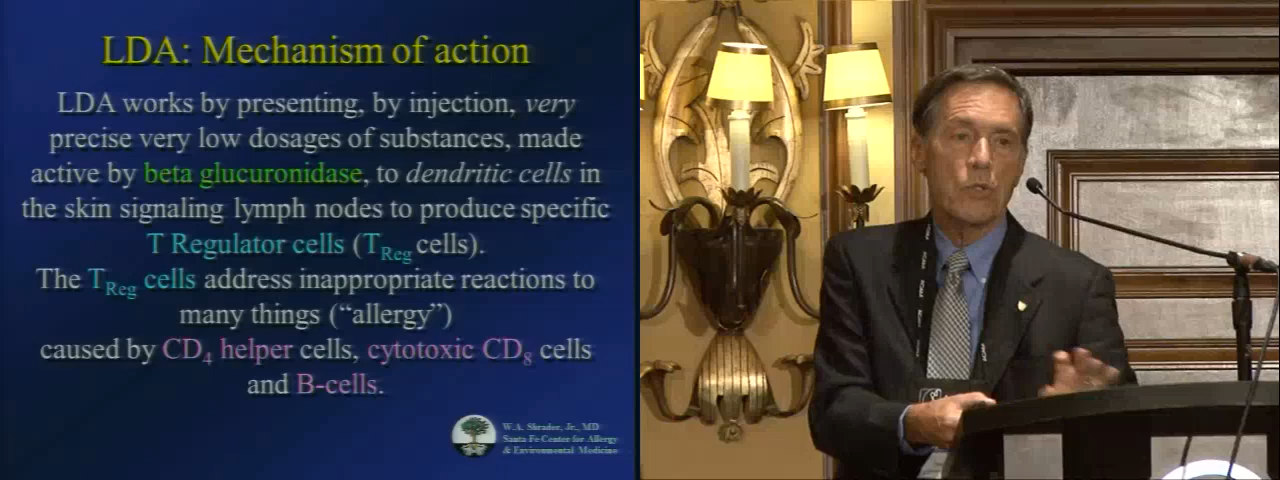 LDA: Mechanism of action
LDA works by presenting, by injection, very
precise very low dosages of substances, made
active by beta glucuronidase, to dendritic cells in
the skin signaling lymph nodes to produce specific
T Regulator cells (TReg cells).
The TReg cells address inappropriate reactions to
many things (“allergy”)
caused by CD4 helper cells, cytotoxic CD8 cells
and B-cells.
W.A. Shrader, Jr., MD
Santa Fe Center for Allergy
& Environmental Medicine